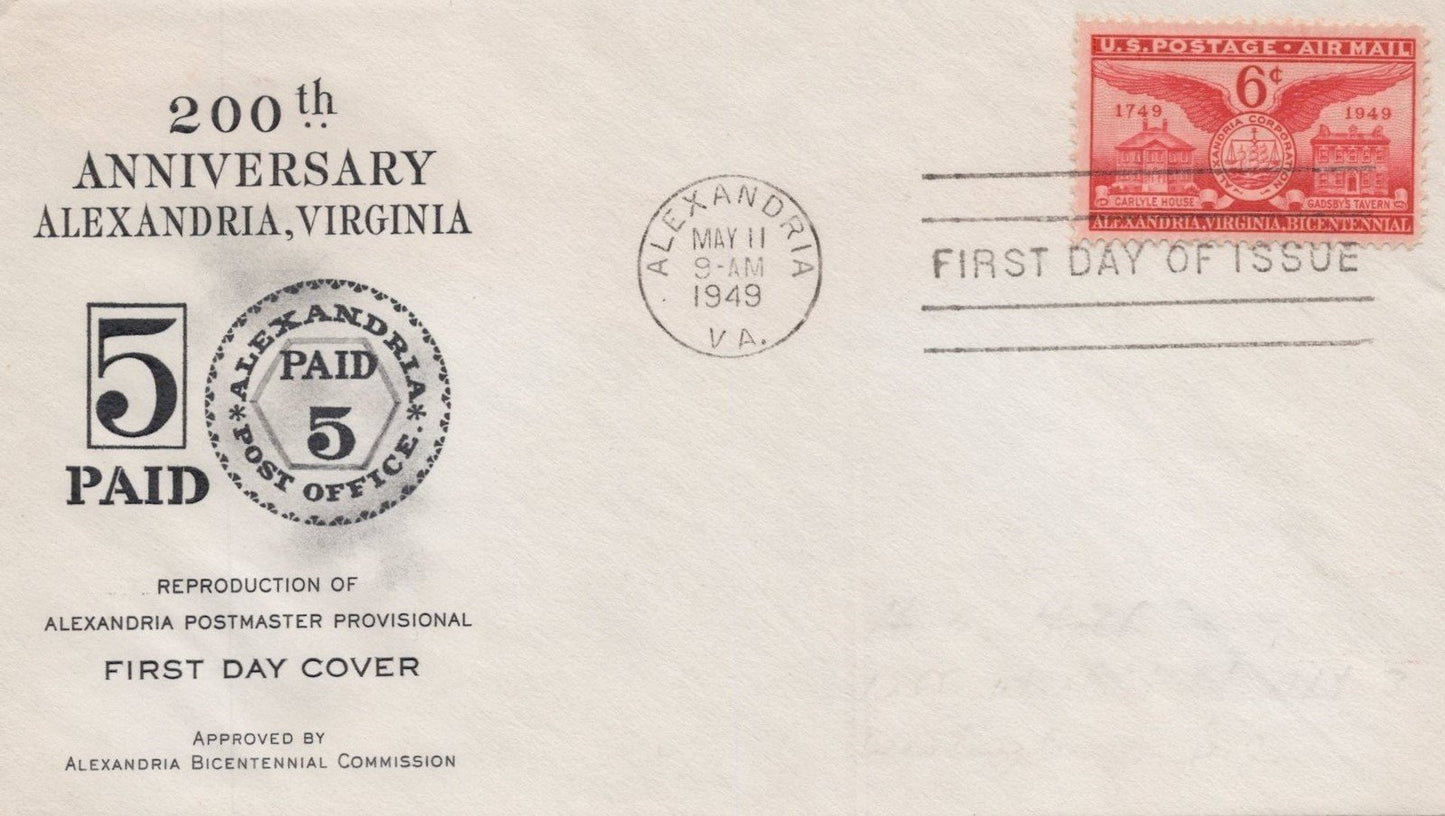 200th
ANNIVERSARY
ALEXANDRIA, VIRGINIA
5
PAID
ALEXANDRIA
* POST OFFICE. *
PAID
5
REPRODUCTION OF
ALEXANDRIA POSTMASTER PROVISIONAL
FIRST DAY COVER
APPROVED BY
ALEXANDRIA BICENTENNIAL COMMISSION
ALEXANDRIA
MAY 11
9-AM
1949
VA.
U.S. POSTAGE • AIR MAIL
6¢
1749
1949
ALEXANDRIA CORPORATION
CARLYLE HOUSE
GADSBY'S TAVERN
ALEXANDRIA, VIRGINIA, BICENTENNIAL
FIRST DAY OF ISSUE